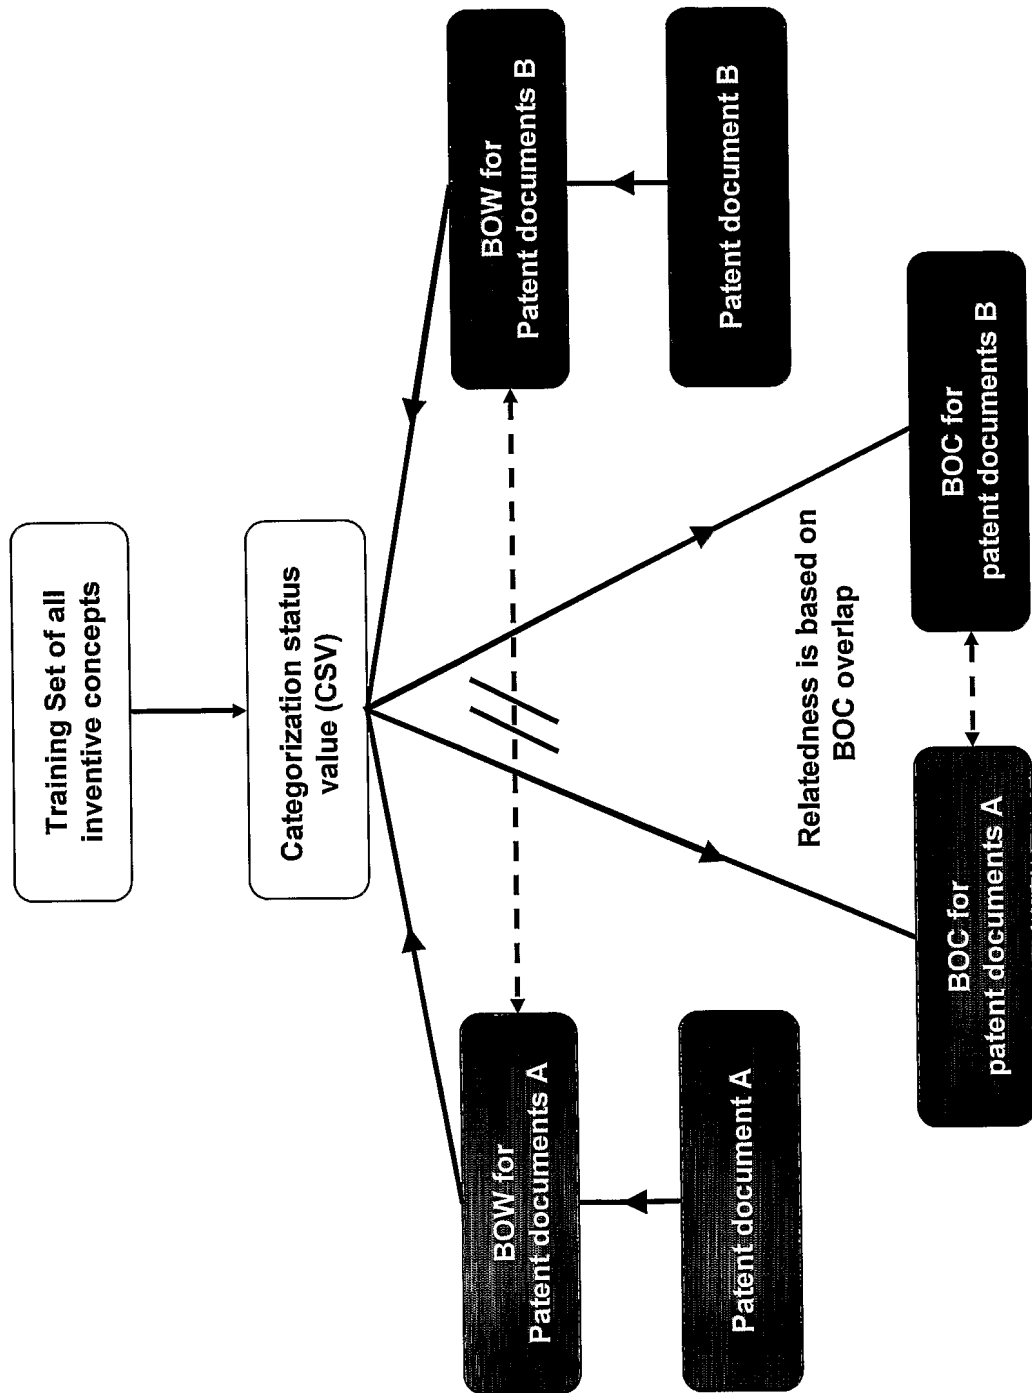 Training Set of all
inventive concepts
Categorization status
value (CSV)
BOW for
Patent documents A
BOW for
Patent documents B
Patent document A
Patent document B
Relatedness is based on
BOC overlap
BOC for
patent documents A
BOC for
patent documents B